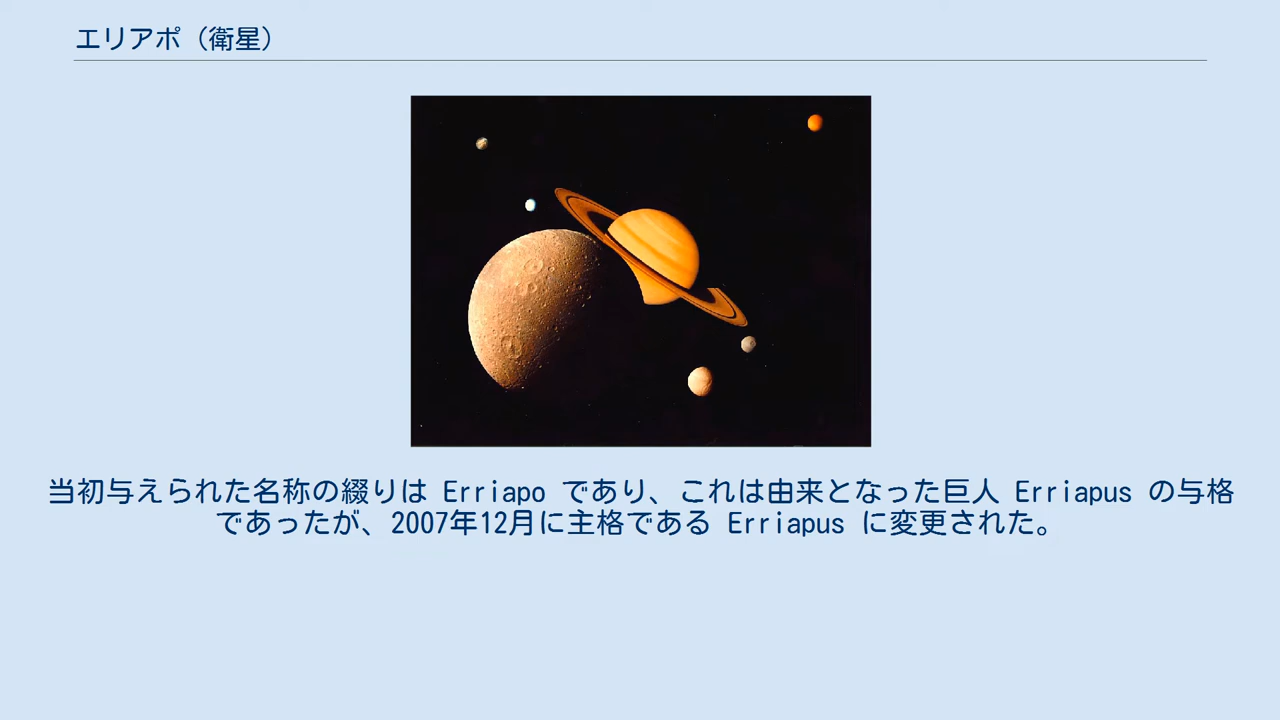 エリアポ（衛星）
当初与えられた名称の綴りは Erriapo であり、これは由来となった巨人 Erriapus の与格
であったが、2007年12月に主格である Erriapus に変更された。